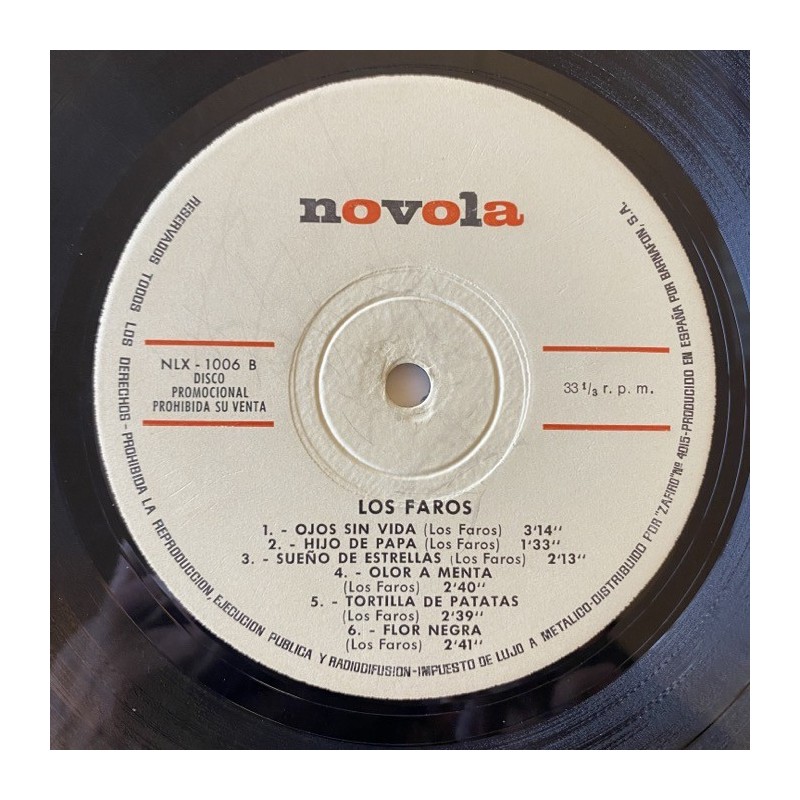 novola
NLX - 1006 B
DISCO
PROMOCIONAL
PROHIBIDA SU VENTA
33 1/3 r. p. m.
LOS FAROS
1. - OJOS SIN VIDA (Los Faros) 3'14''
2. - HIJO DE PAPA (Los Faros) 1'33''
3. - SUEÑO DE ESTRELLAS (Los Faros) 2'13''
4. - OLOR A MENTA
(Los Faros) 2'40''
5. - TORTILLA DE PATATAS
(Los Faros) 2'39''
6. - FLOR NEGRA
(Los Faros) 2'41''
RESERVADOS TODOS LOS DERECHOS - PROHIBIDA LA REPRODUCCION, EJECUCION PUBLICA Y RADIODIFUSION-IMPUESTO DE LUJO A METALICO-DISTRIBUIDO POR "ZAFIRO" Nº 4015-PRODUCIDO EN ESPAÑA POR BARNAFON, S.A.